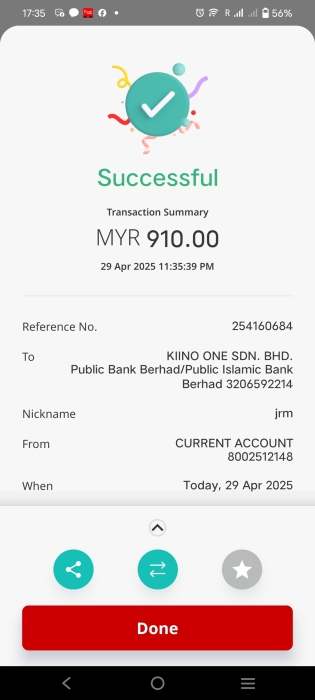 17:35
R
56%
Successful
Transaction Summary
MYR 910.00
29 Apr 2025 11:35:39 PM
Reference No. 254160684
To KIINO ONE SDN. BHD.
Public Bank Berhad/Public Islamic Bank
Berhad 3206592214
Nickname jrm
From CURRENT ACCOUNT
8002512148
When Today, 29 Apr 2025
Done